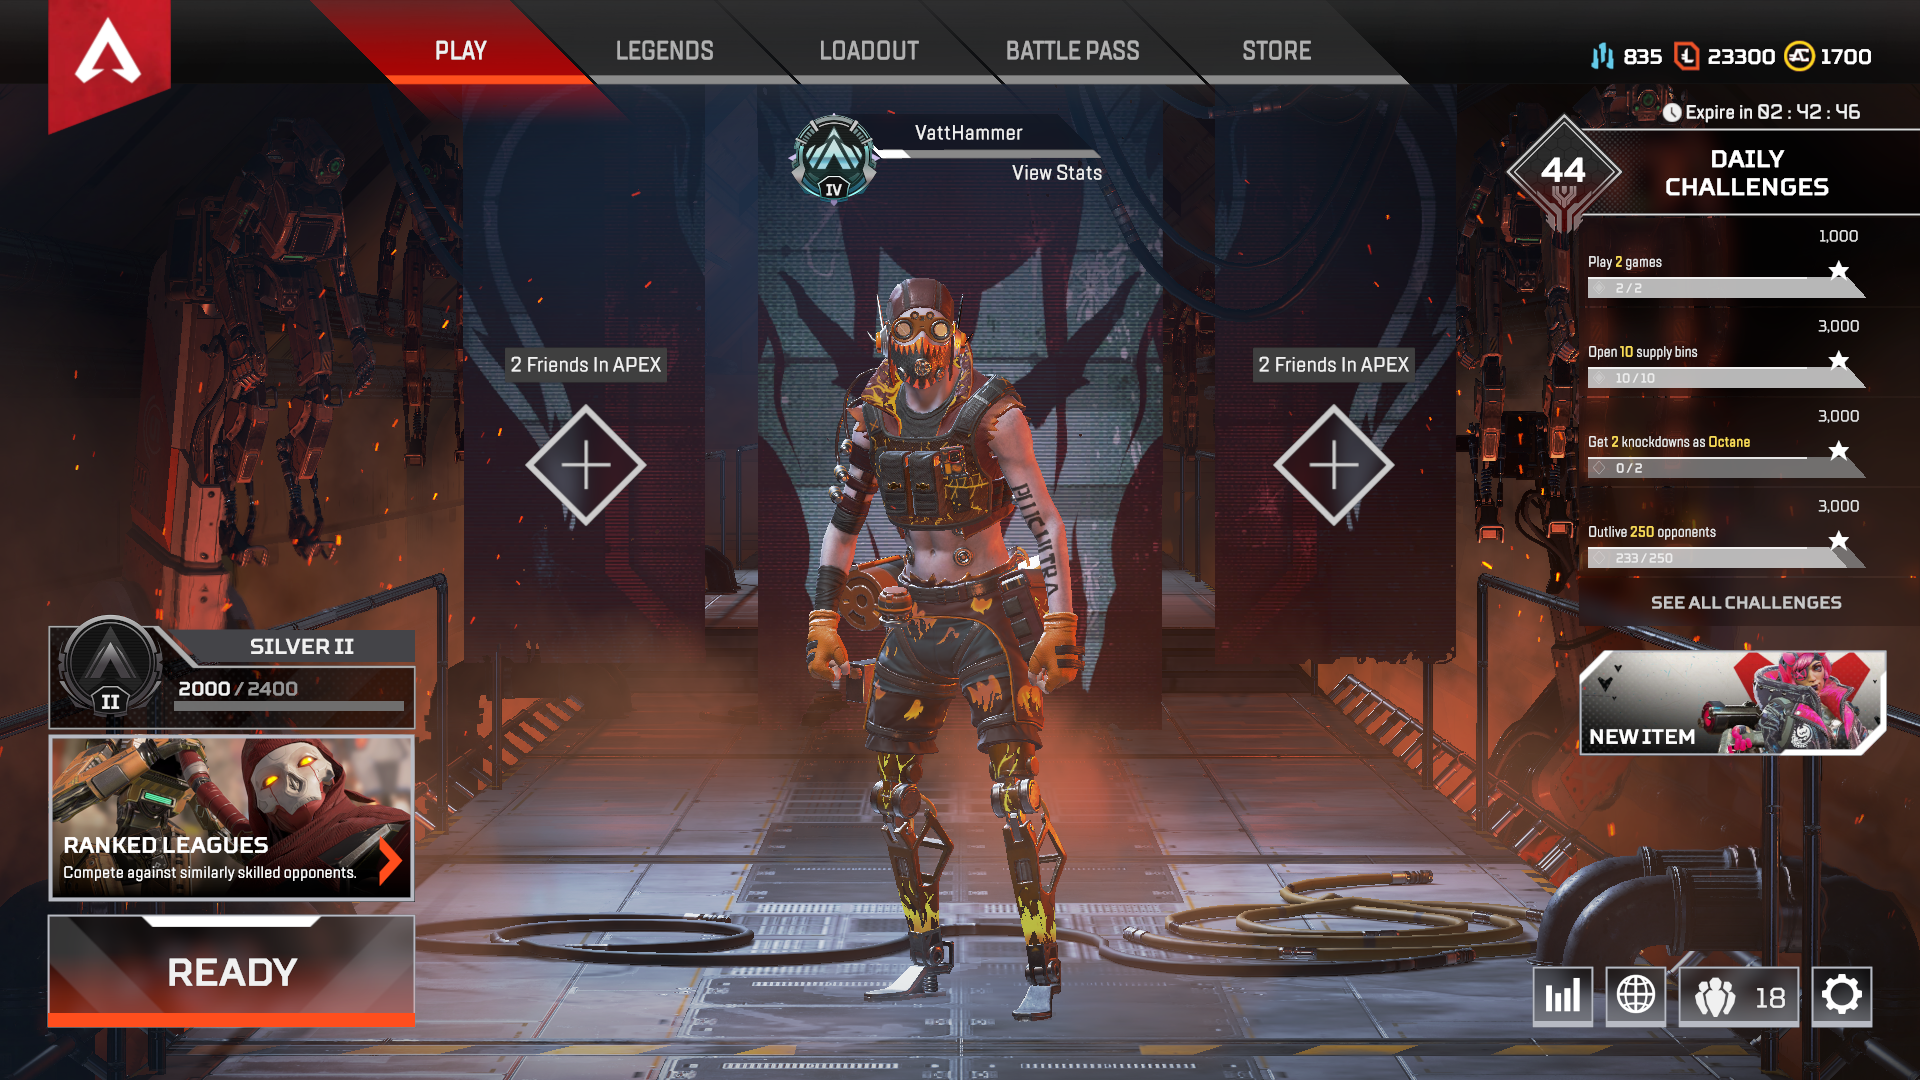 PLAY
LEGENDS
LOADOUT
BATTLE PASS
STORE
835
23300
1700
Expire in 02 : 42 : 46
VattHammer
IV
View Stats
44
DAILY
CHALLENGES
1,000
Play 2 games
2/2
3,000
Open 10 supply bins
10/10
3,000
Get 2 knockdowns as Octane
0/2
3,000
Outlive 250 opponents
233/250
SEE ALL CHALLENGES
2 Friends In APEX
2 Friends In APEX
SILVER II
II
2000 / 2400
NEW ITEM
RANKED LEAGUES
Compete against similarly skilled opponents.
READY
18